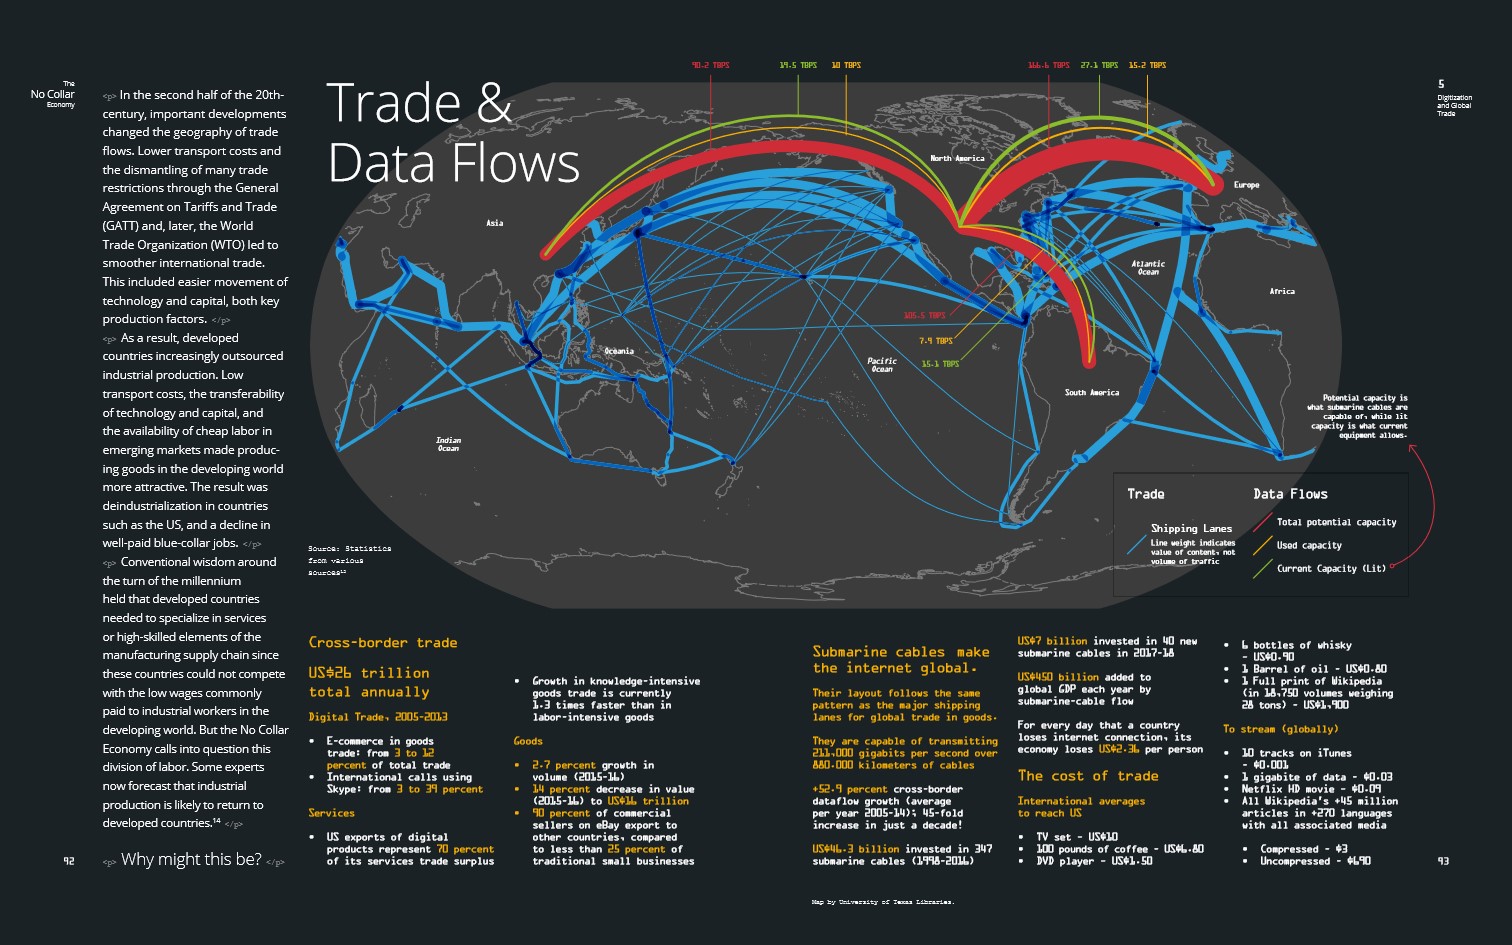 The
No Collar
Economy
<p> In the second half of the 20th-
century, important developments
changed the geography of trade
flows. Lower transport costs and
the dismantling of many trade
restrictions through the General
Agreement on Tariffs and Trade
(GATT) and, later, the World
Trade Organization (WTO) led to
smoother international trade.
This included easier movement of
technology and capital, both key
production factors. </p>
<p> As a result, developed
countries increasingly outsourced
industrial production. Low
transport costs, the transferability
of technology and capital, and
the availability of cheap labor in
emerging markets made produc-
ing goods in the developing world
more attractive. The result was
deindustrialization in countries
such as the US, and a decline in
well-paid blue-collar jobs. </p>
<p> Conventional wisdom around
the turn of the millennium
held that developed countries
needed to specialize in services
or high-skilled elements of the
manufacturing supply chain since
these countries could not compete
with the low wages commonly
paid to industrial workers in the
developing world. But the No Collar
Economy calls into question this
division of labor. Some experts
now forecast that industrial
production is likely to return to
developed countries.¹⁴ </p>
<p> Why might this be? </p>
92
Trade &
Data Flows
90.2 TBPS
19.5 TBPS
10 TBPS
166.6 TBPS
27.1 TBPS
15.2 TBPS
5
Digitization
and Global
Trade
North America
Europe
Asia
Atlantic
Ocean
Africa
105.5 TBPS
7.9 TBPS
15.1 TBPS
Oceania
Pacific
Ocean
South America
Indian
Ocean
Potential capacity is
what submarine cables are
capable of, while lit
capacity is what current
equipment allows.
Trade
Shipping Lanes
Line weight indicates
value of content, not
volume of traffic
Data Flows
Total potential capacity
Used capacity
Current Capacity (Lit)
Source: Statistics
from various
sources¹⁵
Cross-border trade
US$26 trillion
total annually
Digital Trade, 2005-2013
• E-commerce in goods
trade: from 3 to 12
percent of total trade
• International calls using
Skype: from 3 to 39 percent
Services
• US exports of digital
products represent 70 percent
of its services trade surplus
• Growth in knowledge-intensive
goods trade is currently
1.3 times faster than in
labor-intensive goods
Goods
• 2.7 percent growth in
volume (2015-16)
• 14 percent decrease in value
(2015-16) to US$16 trillion
• 90 percent of commercial
sellers on eBay export to
other countries, compared
to less than 25 percent of
traditional small businesses
Submarine cables make
the internet global.
Their layout follows the same
pattern as the major shipping
lanes for global trade in goods.
They are capable of transmitting
211,000 gigabits per second over
880.000 kilometers of cables
+52.9 percent cross-border
dataflow growth (average
per year 2005-14); 45-fold
increase in just a decade!
US$46.3 billion invested in 347
submarine cables (1998-2016)
US$7 billion invested in 40 new
submarine cables in 2017-18
US$450 billion added to
global GDP each year by
submarine-cable flow
For every day that a country
loses internet connection, its
economy loses US$2.36 per person
The cost of trade
International averages
to reach US
• TV set – US$10
• 100 pounds of coffee – US$6.80
• DVD player – US$1.50
• 6 bottles of whisky
– US$0.90
• 1 Barrel of oil – US$0.80
• 1 Full print of Wikipedia
(in 18,750 volumes weighing
28 tons) – US$1,900
To stream (globally)
• 10 tracks on iTunes
– $0.001
• 1 gigabite of data – $0.03
• Netflix HD movie – $0.09
• All Wikipedia's +45 million
articles in +270 languages
with all associated media
• Compressed – $3
• Uncompressed – $690
93
Map by University of Texas Libraries.